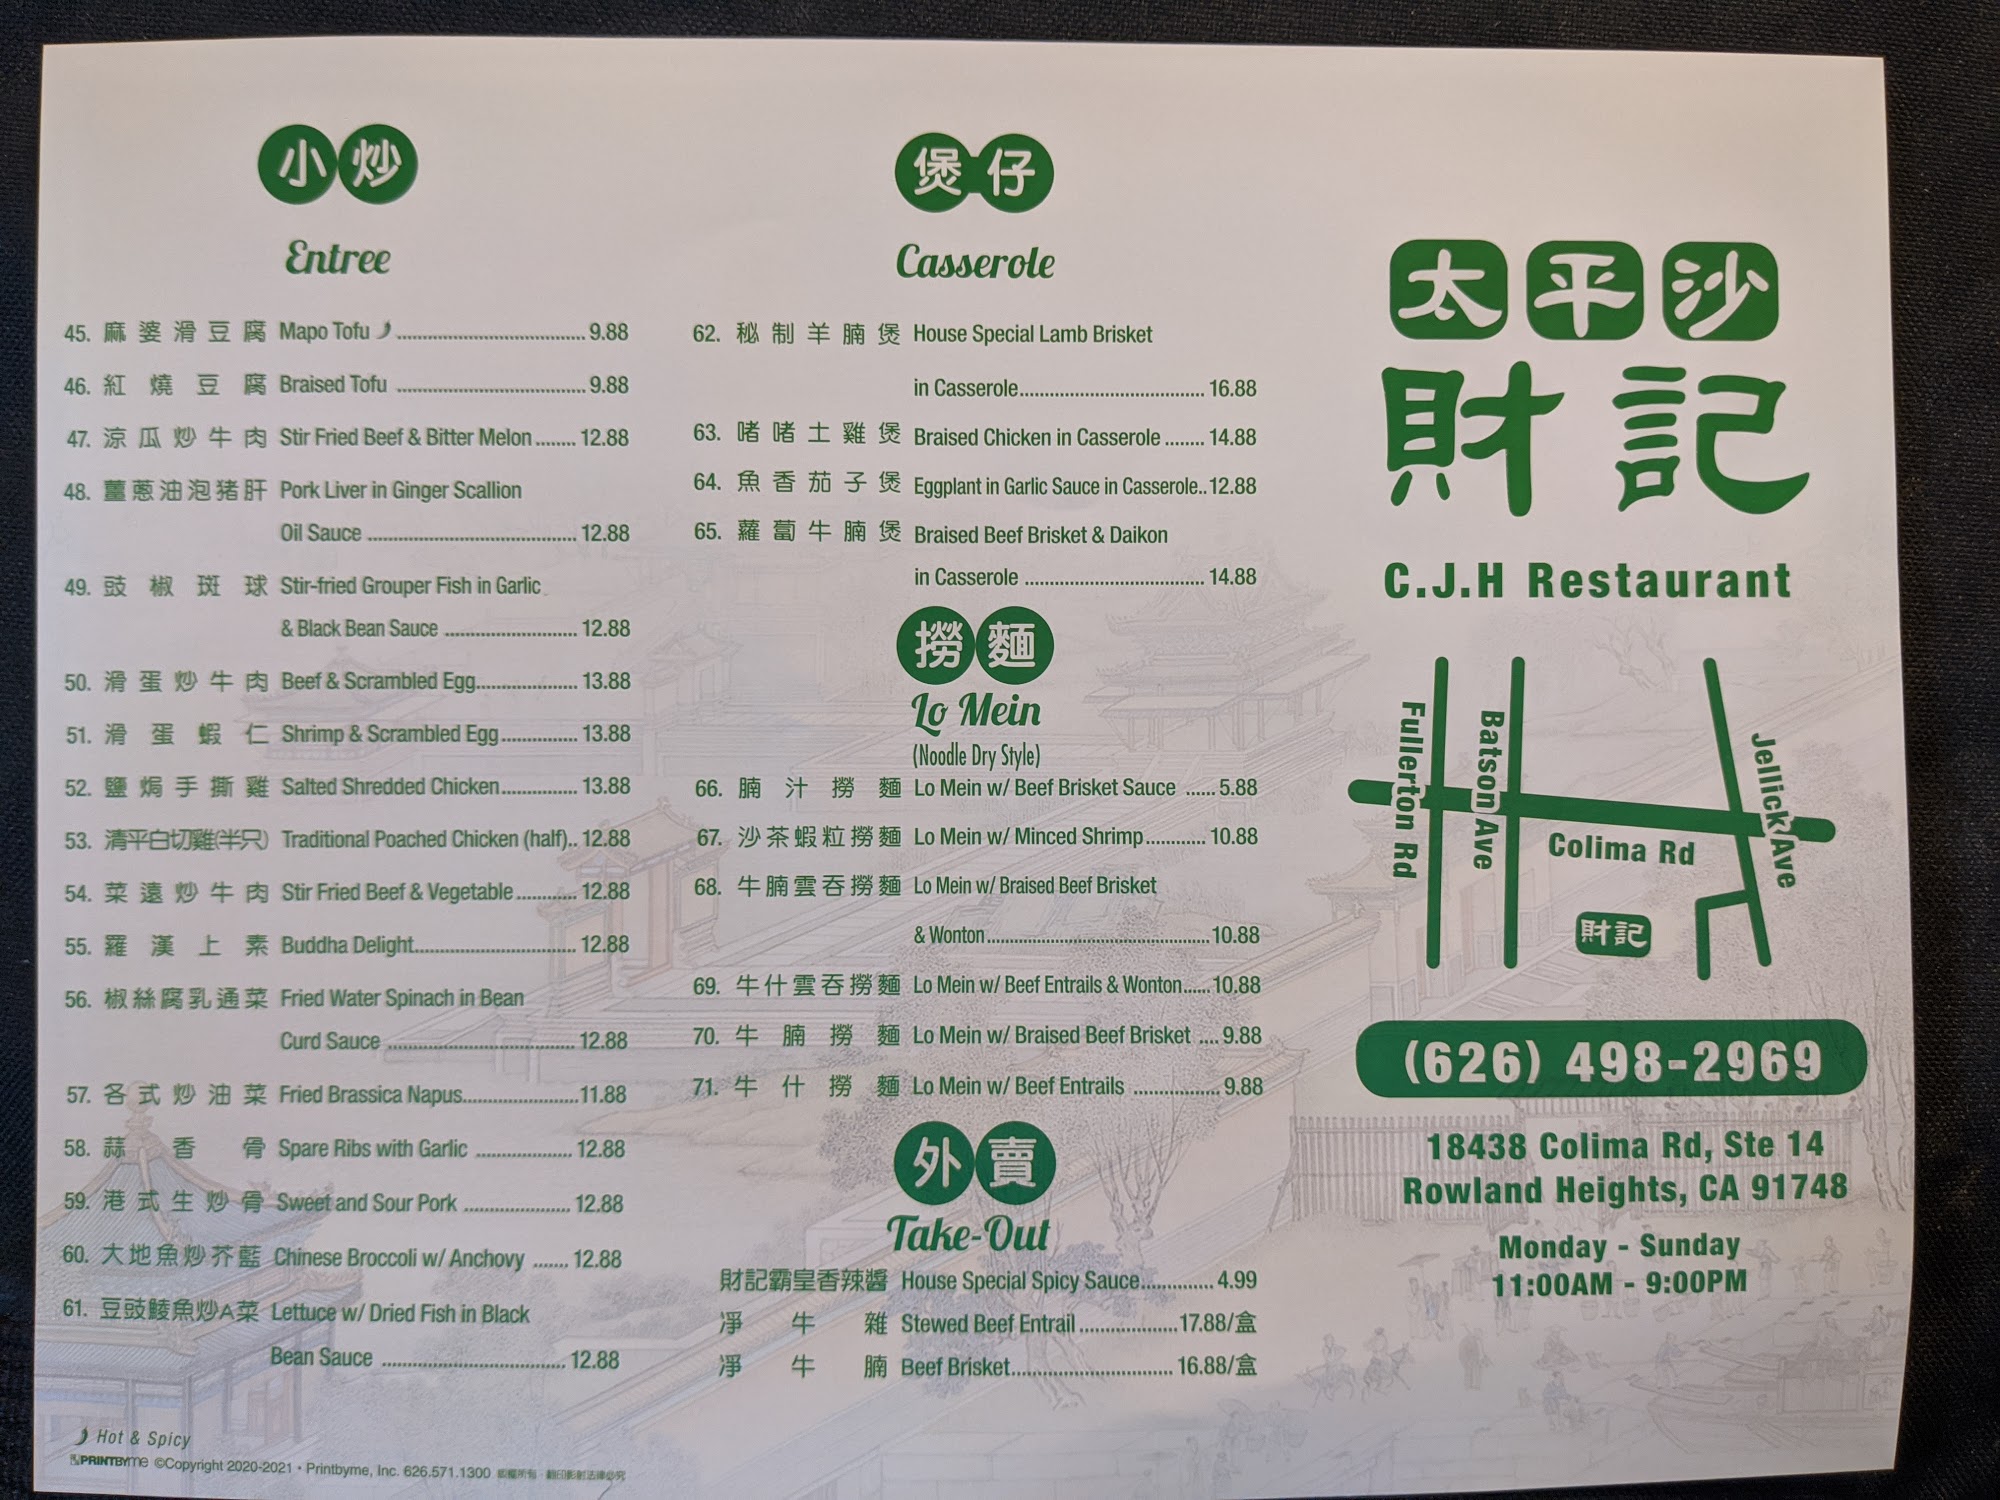 小炒
Entree
45. 麻婆滑豆腐 Mapo Tofu ........ 9.88
46. 紅燒豆腐 Braised Tofu ........ 9.88
47. 涼瓜炒牛肉 Stir Fried Beef & Bitter Melon ........ 12.88
48. 薑蔥油泡豬肝 Pork Liver in Ginger Scallion
Oil Sauce ........ 12.88
49. 豉椒斑球 Stir-fried Grouper Fish in Garlic
& Black Bean Sauce ........ 12.88
50. 滑蛋炒牛肉 Beef & Scrambled Egg ........ 13.88
51. 滑蛋蝦仁 Shrimp & Scrambled Egg ........ 13.88
52. 鹽焗手撕雞 Salted Shredded Chicken ........ 13.88
53. 清平白切雞(半只) Traditional Poached Chicken (half).. 12.88
54. 菜遠炒牛肉 Stir Fried Beef & Vegetable ........ 12.88
55. 羅漢上素 Buddha Delight ........ 12.88
56. 椒絲腐乳通菜 Fried Water Spinach in Bean
Curd Sauce ........ 12.88
57. 各式炒油菜 Fried Brassica Napus ........ 11.88
58. 蒜香骨 Spare Ribs with Garlic ........ 12.88
59. 港式生炒骨 Sweet and Sour Pork ........ 12.88
60. 大地魚炒芥藍 Chinese Broccoli w/ Anchovy ....... 12.88
61. 豆豉鯪魚炒A菜 Lettuce w/ Dried Fish in Black
Bean Sauce ........ 12.88
Hot & Spicy
PRINTBYme ©Copyright 2020-2021 • Printbyme, Inc. 626.571.1300 版權所有 · 翻印影射法律必究
煲仔
Casserole
62. 秘制羊腩煲 House Special Lamb Brisket
in Casserole ........ 16.88
63. 啫啫土雞煲 Braised Chicken in Casserole ........ 14.88
64. 魚香茄子煲 Eggplant in Garlic Sauce in Casserole.. 12.88
65. 蘿蔔牛腩煲 Braised Beef Brisket & Daikon
in Casserole ........ 14.88
撈麵
Lo Mein
(Noodle Dry Style)
66. 腩汁撈麵 Lo Mein w/ Beef Brisket Sauce ...... 5.88
67. 沙茶蝦粒撈麵 Lo Mein w/ Minced Shrimp ........ 10.88
68. 牛腩雲吞撈麵 Lo Mein w/ Braised Beef Brisket
& Wonton ........ 10.88
69. 牛什雲吞撈麵 Lo Mein w/ Beef Entrails & Wonton ...... 10.88
70. 牛腩撈麵 Lo Mein w/ Braised Beef Brisket .... 9.88
71. 牛什撈麵 Lo Mein w/ Beef Entrails ........ 9.88
外賣
Take-Out
財記霸皇香辣醬 House Special Spicy Sauce ........ 4.99
淨牛雜 Stewed Beef Entrail ........ 17.88/盒
淨牛腩 Beef Brisket ........ 16.88/盒
太平沙
財記
C.J.H Restaurant
Fullerton Rd
Batson Ave
Jellick Ave
Colima Rd
財記
(626) 498-2969
18438 Colima Rd, Ste 14
Rowland Heights, CA 91748
Monday - Sunday
11:00AM - 9:00PM